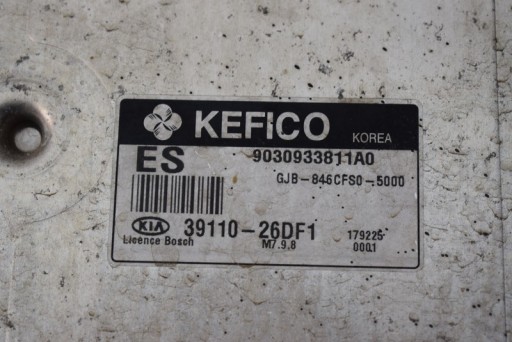 KEFICO KOREA
ES 9030933811A0
GJB-846CFS0-5000
KIA 39110-26DF1 179225
Licence Bosch M7.9.8 0001